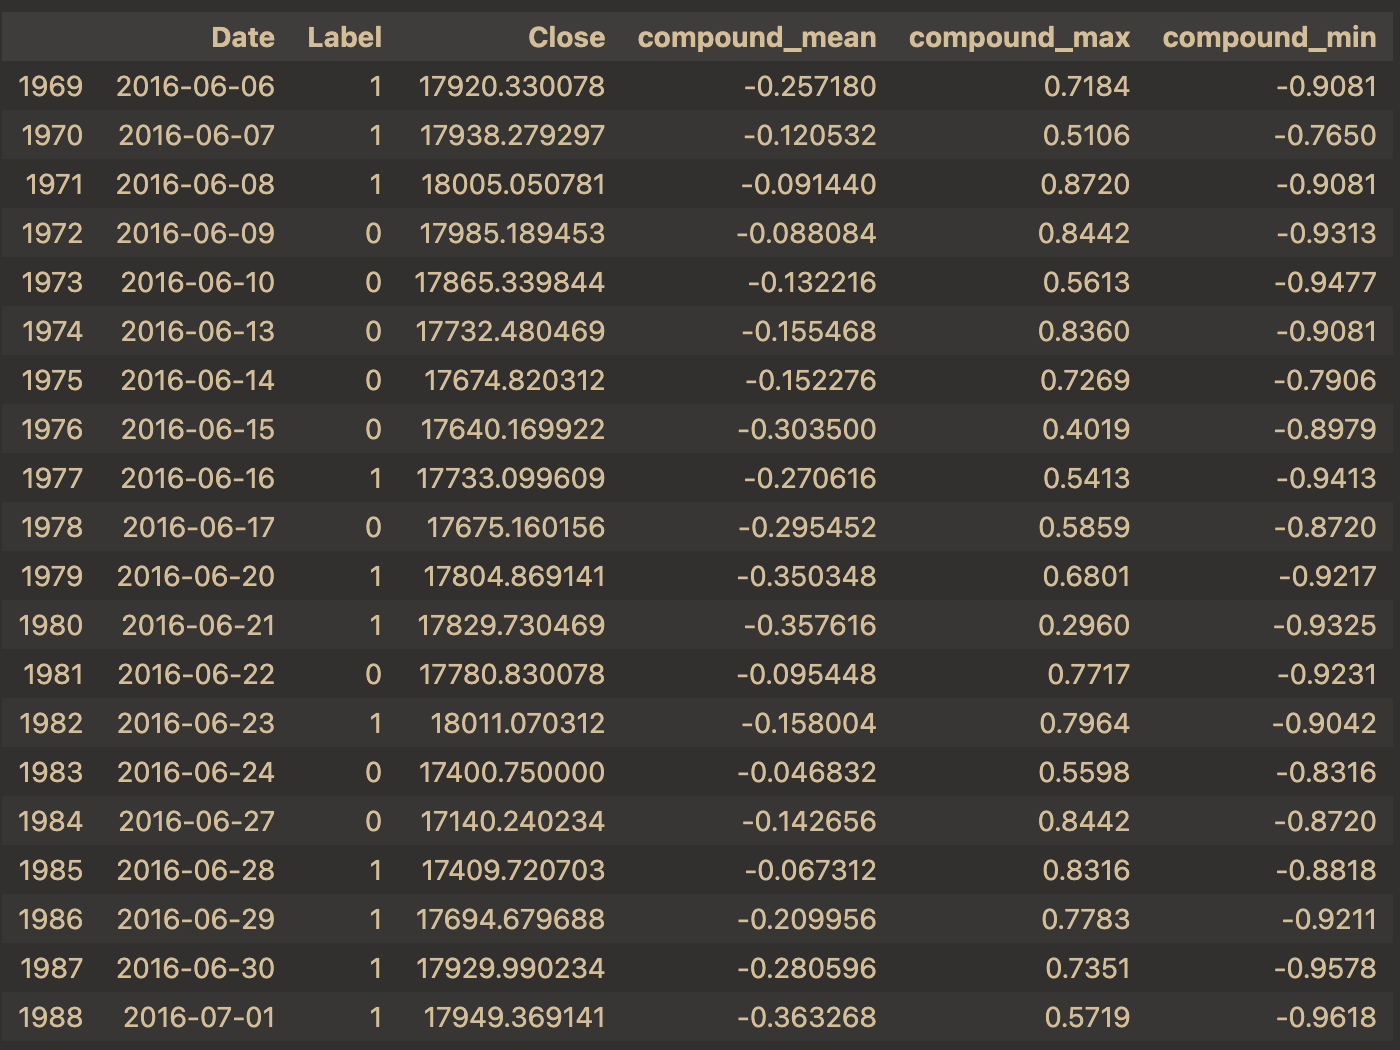 Date Label Close compound_mean compound_max compound_min
1969 2016-06-06 1 17920.330078 -0.257180 0.7184 -0.9081
1970 2016-06-07 1 17938.279297 -0.120532 0.5106 -0.7650
1971 2016-06-08 1 18005.050781 -0.091440 0.8720 -0.9081
1972 2016-06-09 0 17985.189453 -0.088084 0.8442 -0.9313
1973 2016-06-10 0 17865.339844 -0.132216 0.5613 -0.9477
1974 2016-06-13 0 17732.480469 -0.155468 0.8360 -0.9081
1975 2016-06-14 0 17674.820312 -0.152276 0.7269 -0.7906
1976 2016-06-15 0 17640.169922 -0.303500 0.4019 -0.8979
1977 2016-06-16 1 17733.099609 -0.270616 0.5413 -0.9413
1978 2016-06-17 0 17675.160156 -0.295452 0.5859 -0.8720
1979 2016-06-20 1 17804.869141 -0.350348 0.6801 -0.9217
1980 2016-06-21 1 17829.730469 -0.357616 0.2960 -0.9325
1981 2016-06-22 0 17780.830078 -0.095448 0.7717 -0.9231
1982 2016-06-23 1 18011.070312 -0.158004 0.7964 -0.9042
1983 2016-06-24 0 17400.750000 -0.046832 0.5598 -0.8316
1984 2016-06-27 0 17140.240234 -0.142656 0.8442 -0.8720
1985 2016-06-28 1 17409.720703 -0.067312 0.8316 -0.8818
1986 2016-06-29 1 17694.679688 -0.209956 0.7783 -0.9211
1987 2016-06-30 1 17929.990234 -0.280596 0.7351 -0.9578
1988 2016-07-01 1 17949.369141 -0.363268 0.5719 -0.9618